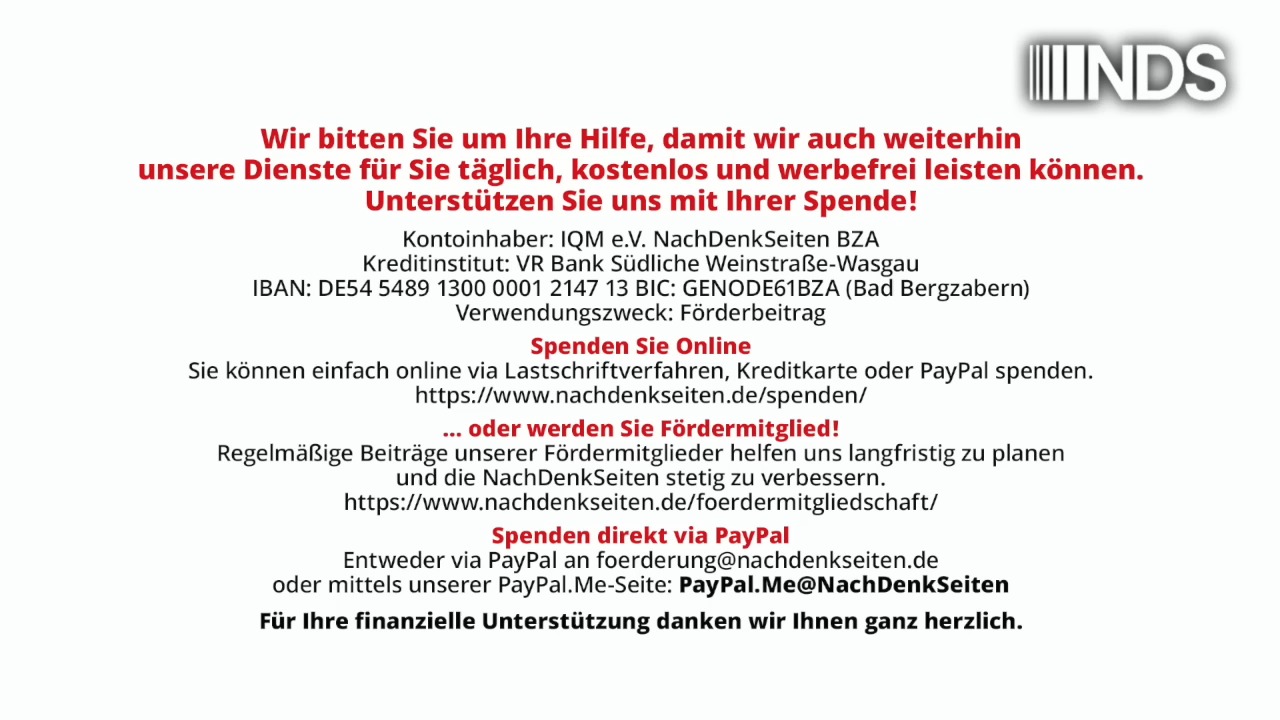 NDS
Wir bitten Sie um Ihre Hilfe, damit wir auch weiterhin
unsere Dienste für Sie täglich, kostenlos und werbefrei leisten können.
Unterstützen Sie uns mit Ihrer Spende!
Kontoinhaber: IQM e.V. NachDenkSeiten BZA
Kreditinstitut: VR Bank Südliche Weinstraße-Wasgau
IBAN: DE54 5489 1300 0001 2147 13 BIC: GENODE61BZA (Bad Bergzabern)
Verwendungszweck: Förderbeitrag
Spenden Sie Online
Sie können einfach online via Lastschriftverfahren, Kreditkarte oder PayPal spenden.
https://www.nachdenkseiten.de/spenden/
... oder werden Sie Fördermitglied!
Regelmäßige Beiträge unserer Fördermitglieder helfen uns langfristig zu planen
und die NachDenkSeiten stetig zu verbessern.
https://www.nachdenkseiten.de/foerdermitgliedschaft/
Spenden direkt via PayPal
Entweder via PayPal an foerderung@nachdenkseiten.de
oder mittels unserer PayPal.Me-Seite: PayPal.Me@NachDenkSeiten
Für Ihre finanzielle Unterstützung danken wir Ihnen ganz herzlich.